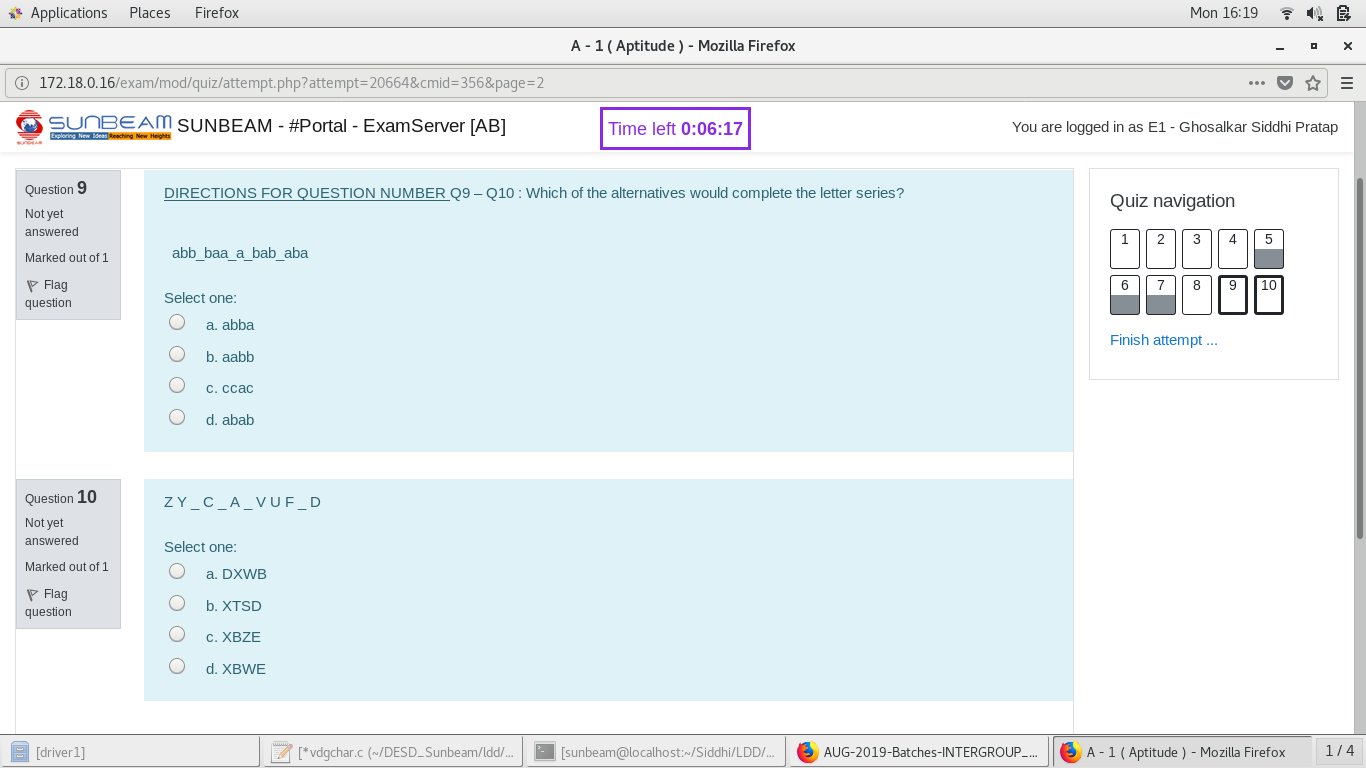 Applications Places Firefox Mon 16:19
A - 1 ( Aptitude ) - Mozilla Firefox
172.18.0.16/exam/mod/quiz/attempt.php?attempt=20664&cmid=356&page=2
SUNBEAM SUNBEAM Exploring New Ideas Reaching New Heights SUNBEAM - #Portal - ExamServer [AB] Time left 0:06:17 You are logged in as E1 - Ghosalkar Siddhi Pratap
Question 9
Not yet
answered
Marked out of 1
Flag
question
DIRECTIONS FOR QUESTION NUMBER Q9 – Q10 : Which of the alternatives would complete the letter series?
abb_baa_a_bab_aba
Select one:
a. abba
b. aabb
c. ccac
d. abab
Question 10
Not yet
answered
Marked out of 1
Flag
question
Z Y _ C _ A _ V U F _ D
Select one:
a. DXWB
b. XTSD
c. XBZE
d. XBWE
Quiz navigation
1 2 3 4 5
6 7 8 9 10
Finish attempt ...
[driver1] [*vdgchar.c (~/DESD_Sunbeam/ldd/... [sunbeam@localhost:~/Siddhi/LDD/... AUG-2019-Batches-INTERGROUP_... A - 1 ( Aptitude ) - Mozilla Firefox 1 / 4